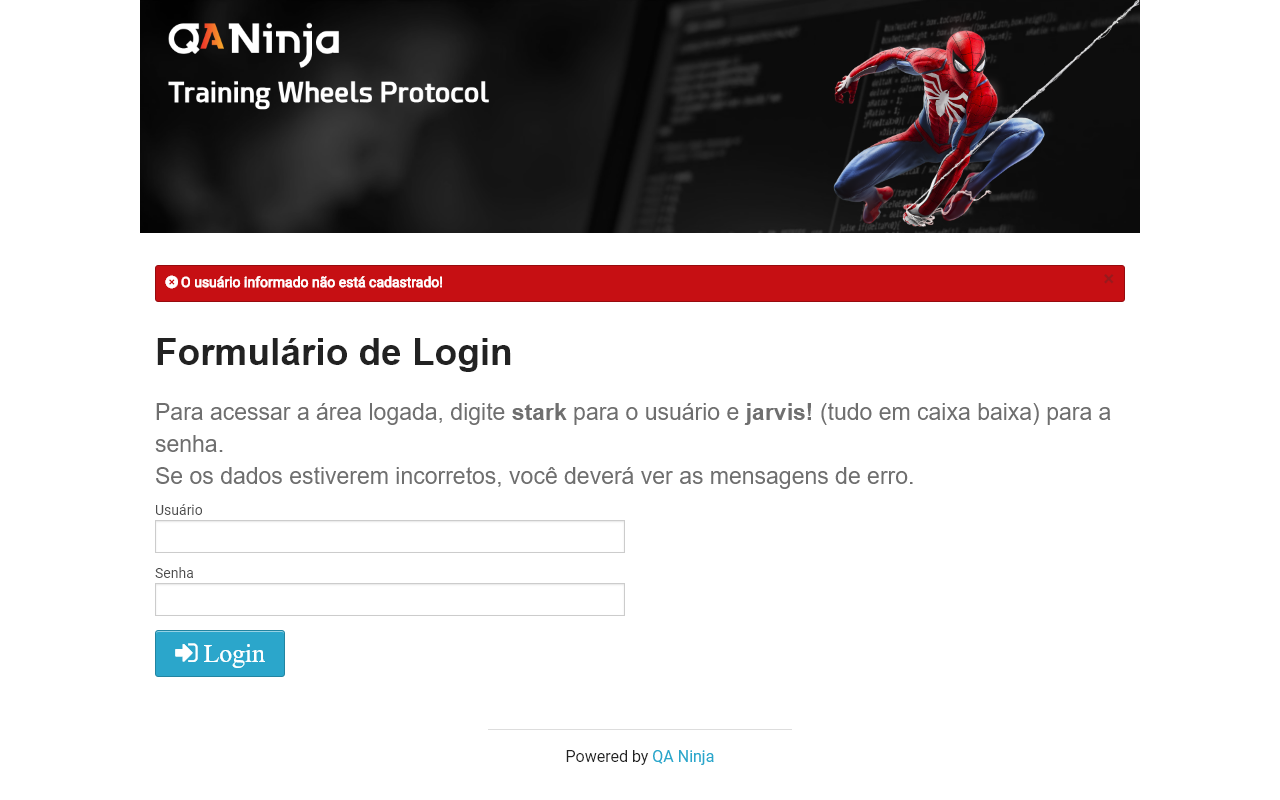 QANinja
Training Wheels Protocol
O usuário informado não está cadastrado!
×
Formulário de Login
Para acessar a área logada, digite stark para o usuário e jarvis! (tudo em caixa baixa) para a
senha.
Se os dados estiverem incorretos, você deverá ver as mensagens de erro.
Usuário
Senha
Login
Powered by QA Ninja